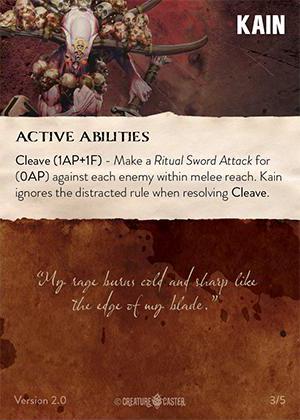 KAIN
ACTIVE ABILITIES
Cleave (1AP+1F) - Make a Ritual Sword Attack for
(0AP) against each enemy within melee reach. Kain
ignores the distracted rule when resolving Cleave.
“My rage burns cold and sharp like
the edge of my blade.”
Version 2.0
© CREATURE CASTER
3/5